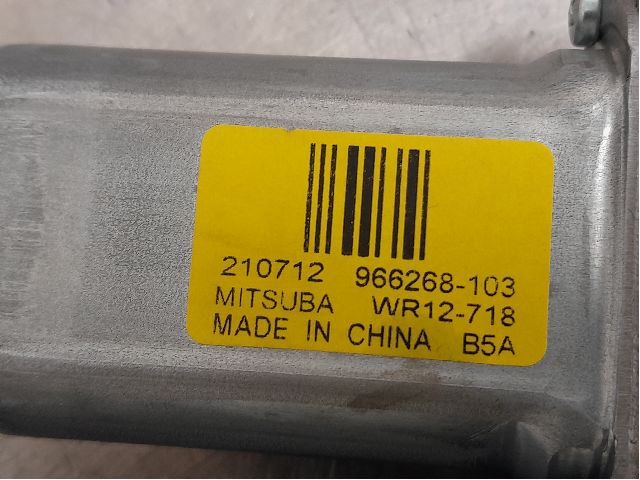 210712 966268-103
MITSUBA WR12-718
MADE IN CHINA B5A